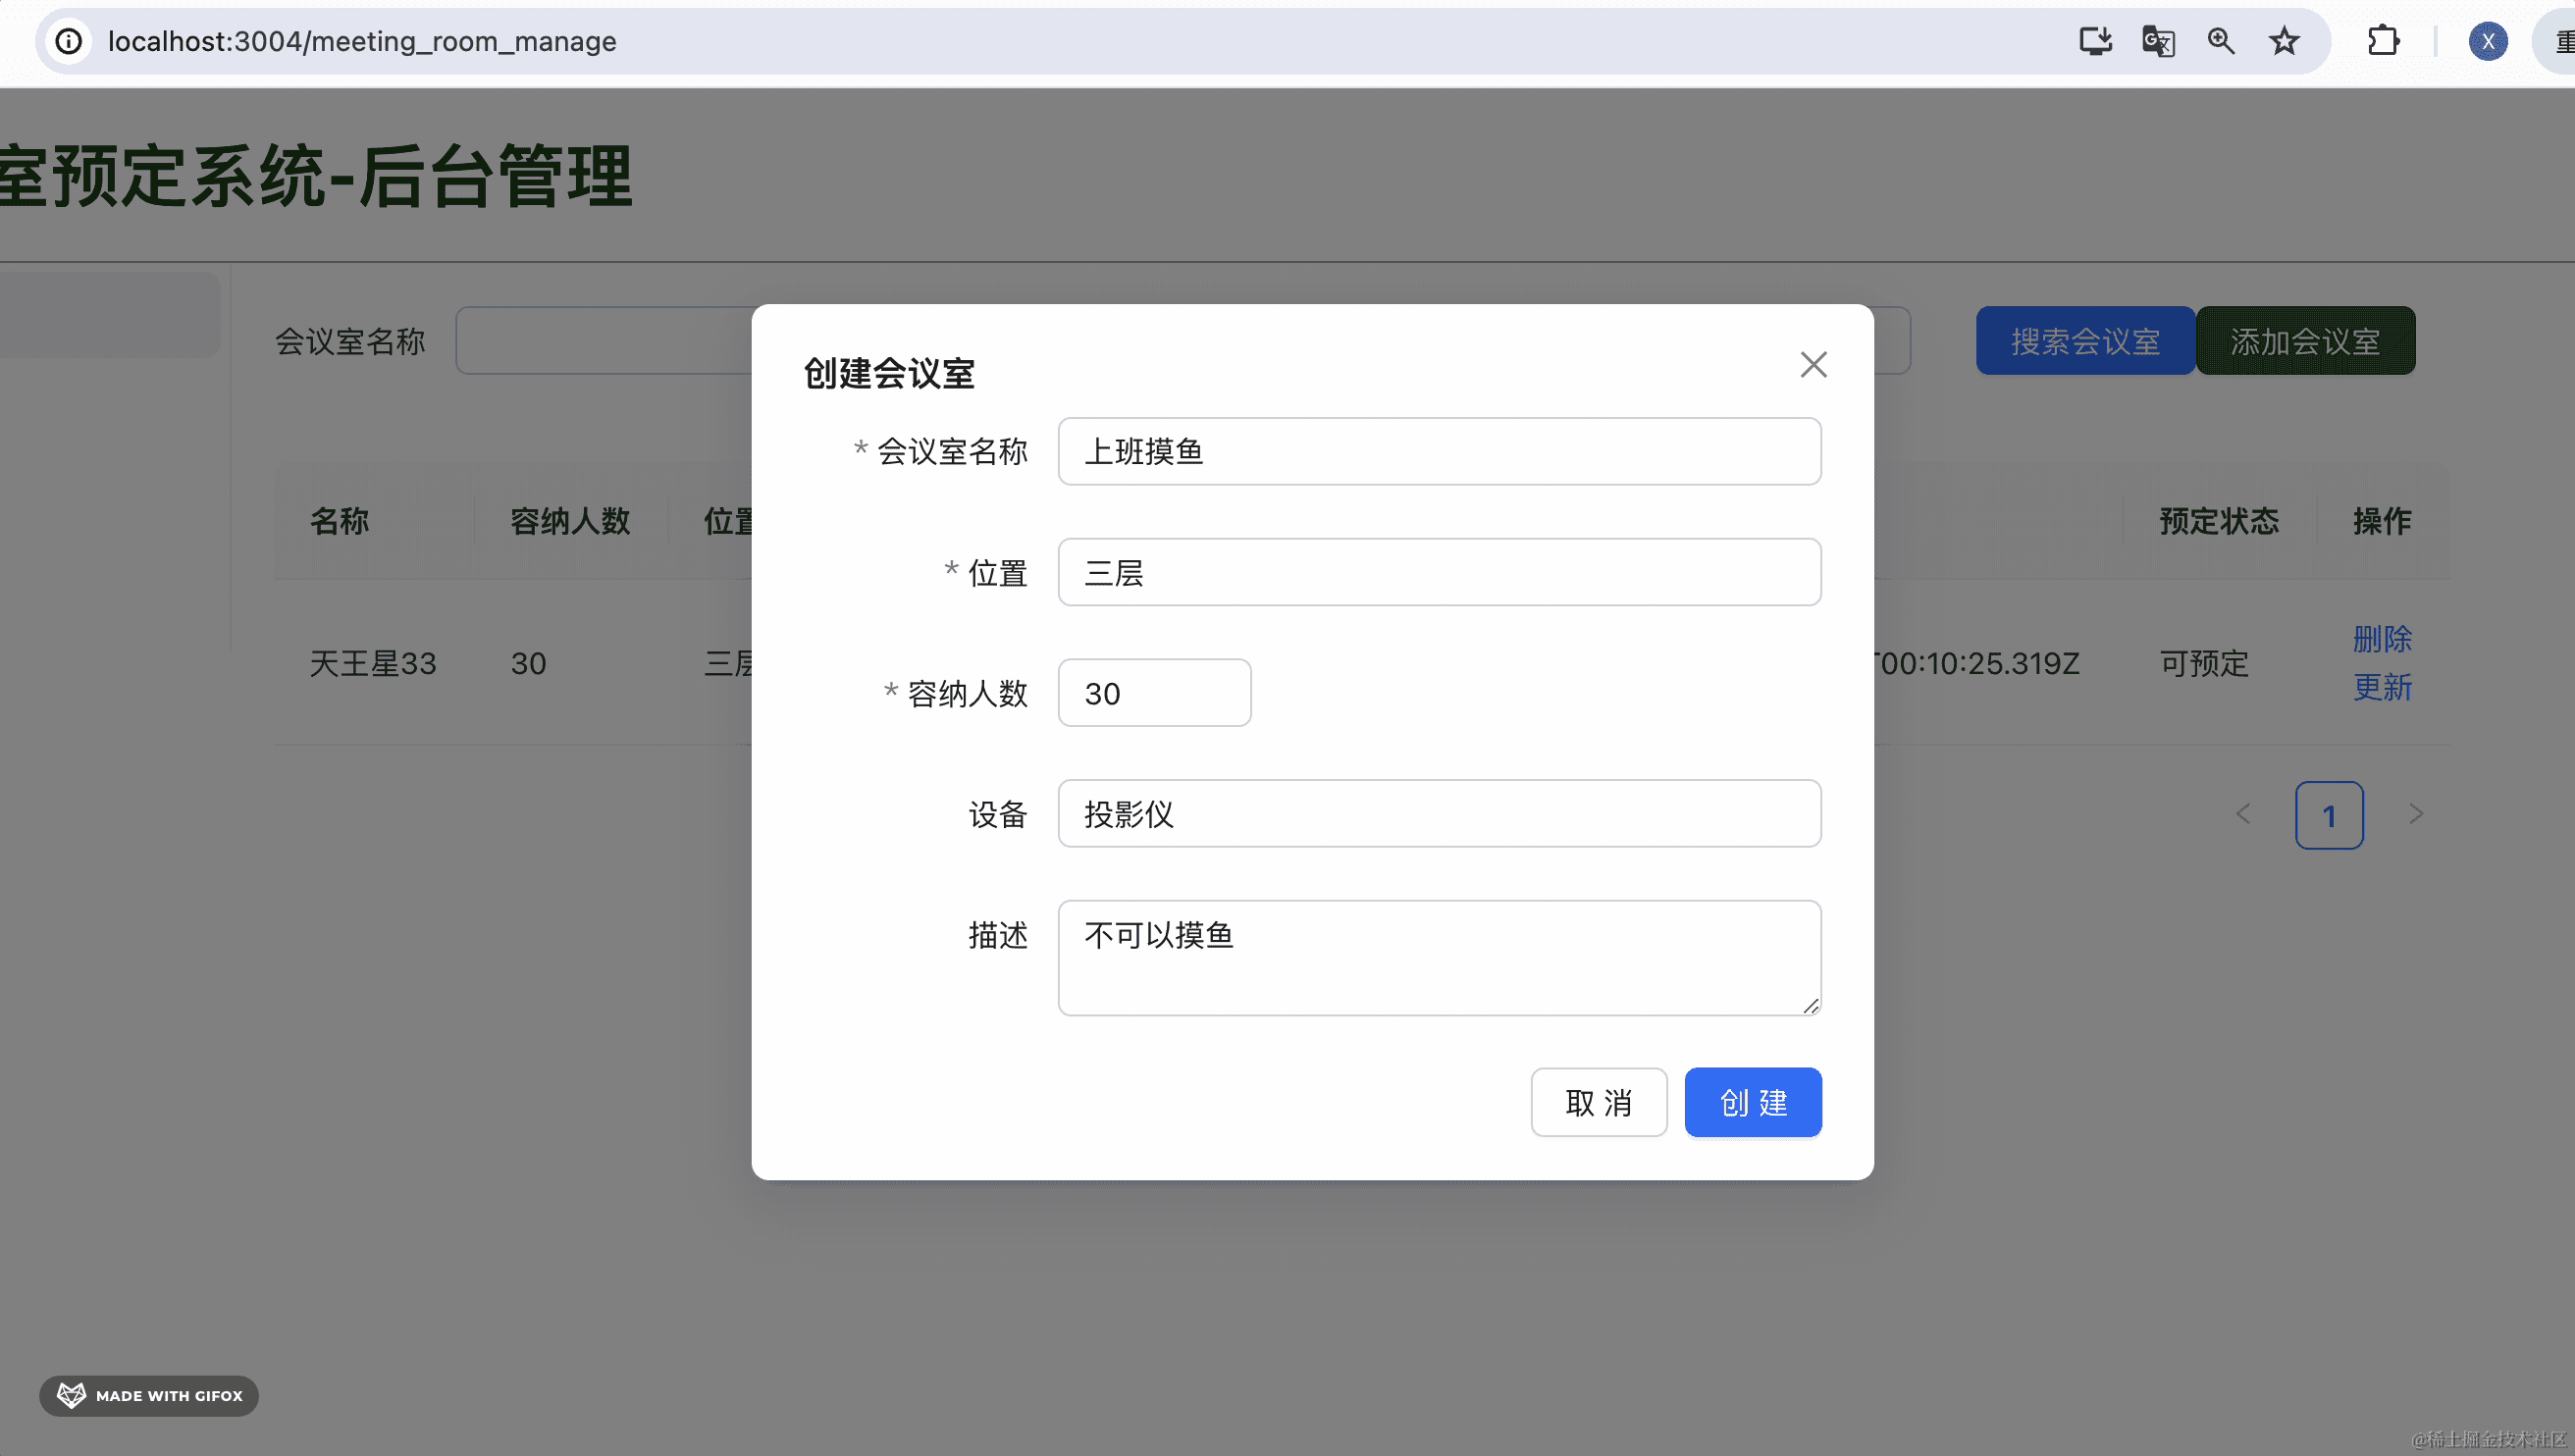 localhost:3004/meeting_room_manage
X
室预定系统-后台管理
会议室名称
搜索会议室
添加会议室
名称
容纳人数
位置
预定状态
操作
天王星33
30
三层
T00:10:25.319Z
可预定
删除
更新
1
创建会议室
* 会议室名称
上班摸鱼
* 位置
三层
* 容纳人数
30
设备
投影仪
描述
不可以摸鱼
取 消
创 建
MADE WITH GIFOX
@稀土掘金技术社区